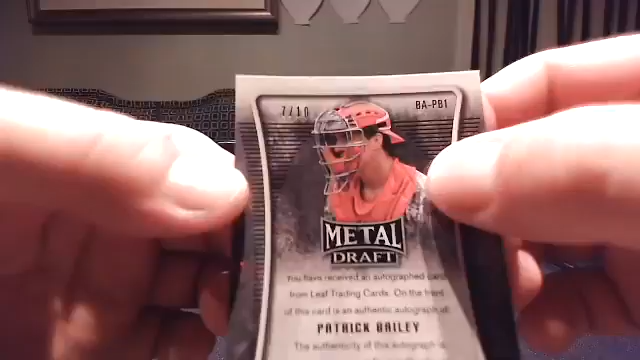 7/10 BA-PB1
METAL
DRAFT
You have received an autographed card
from Leaf Trading Cards. On the front
of this card is an authentic autograph of
PATRICK BAILEY
The authenticity of this autograph is